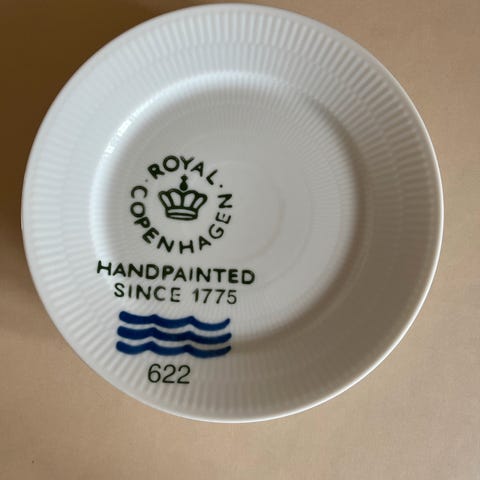 ROYAL
COPENHAGEN
HANDPAINTED
SINCE 1775
622